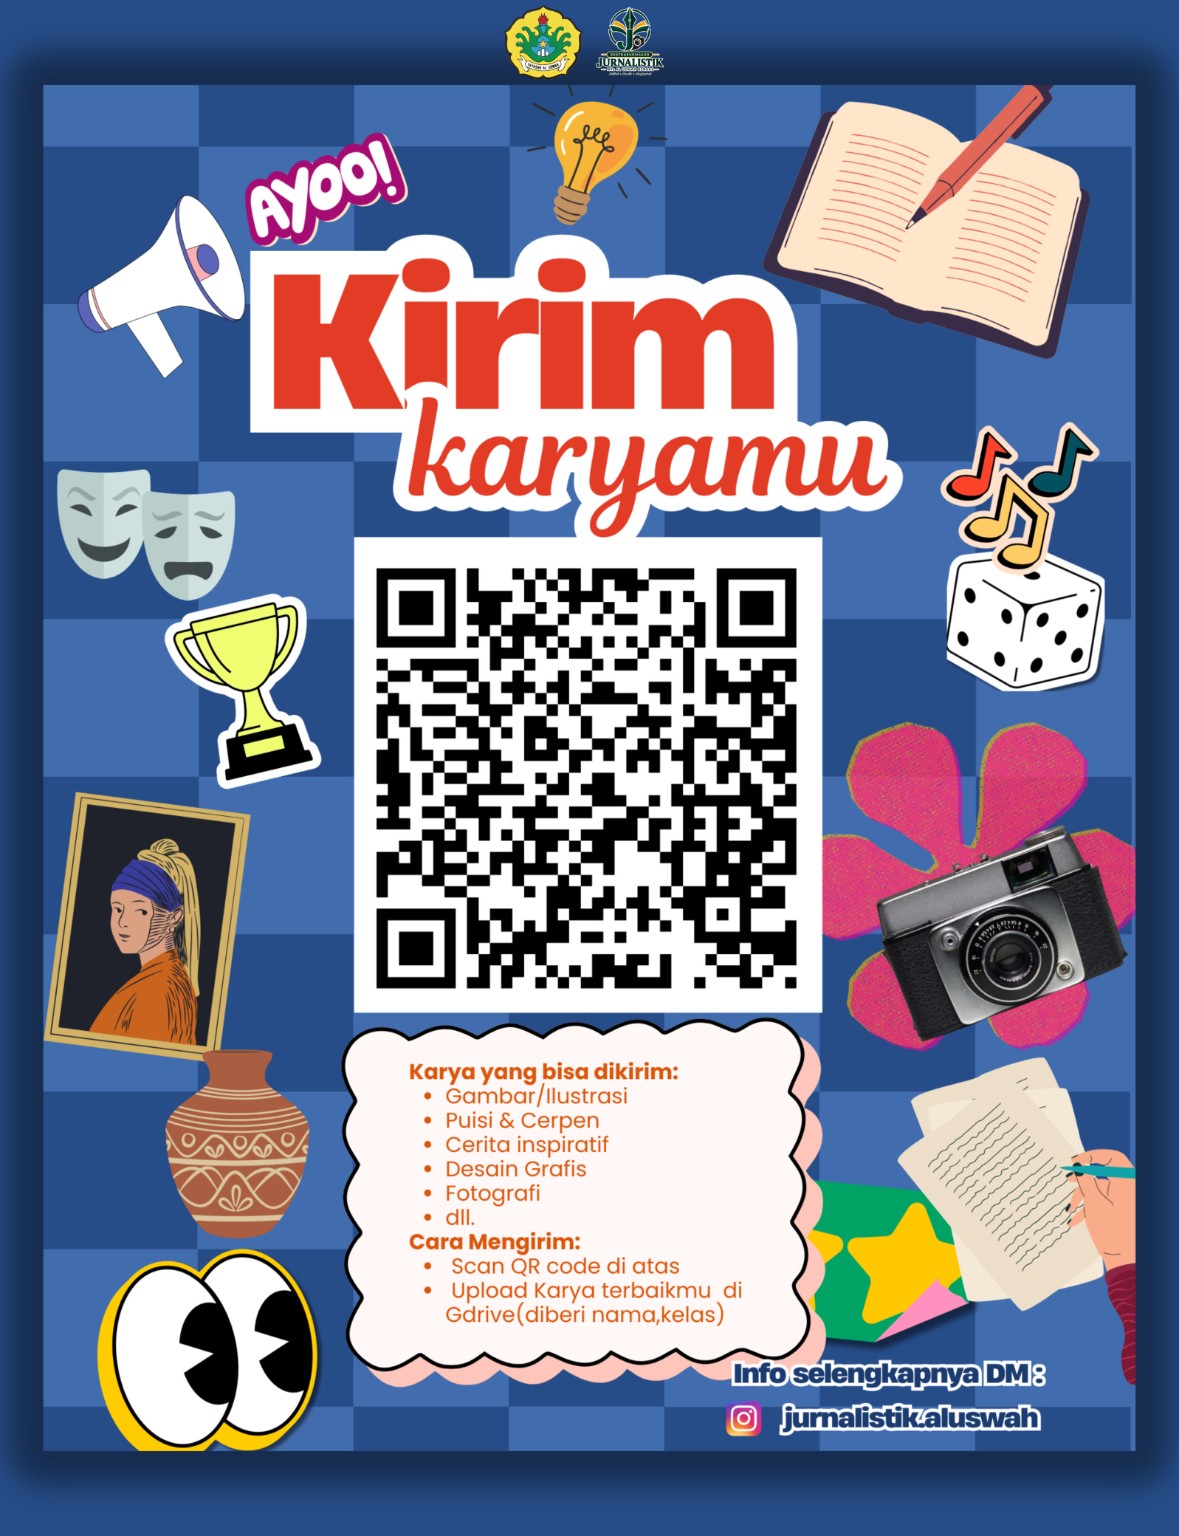 JURNALISTIK
AYOO!
Kirim
karyamu
Karya yang bisa dikirim:
• Gambar/Ilustrasi
• Puisi & Cerpen
• Cerita inspiratif
• Desain Grafis
• Fotografi
• dll.
Cara Mengirim:
• Scan QR code di atas
• Upload Karya terbaikmu di
Gdrive(diberi nama,kelas)
Info selengkapnya DM :
jurnalistik.aluswah